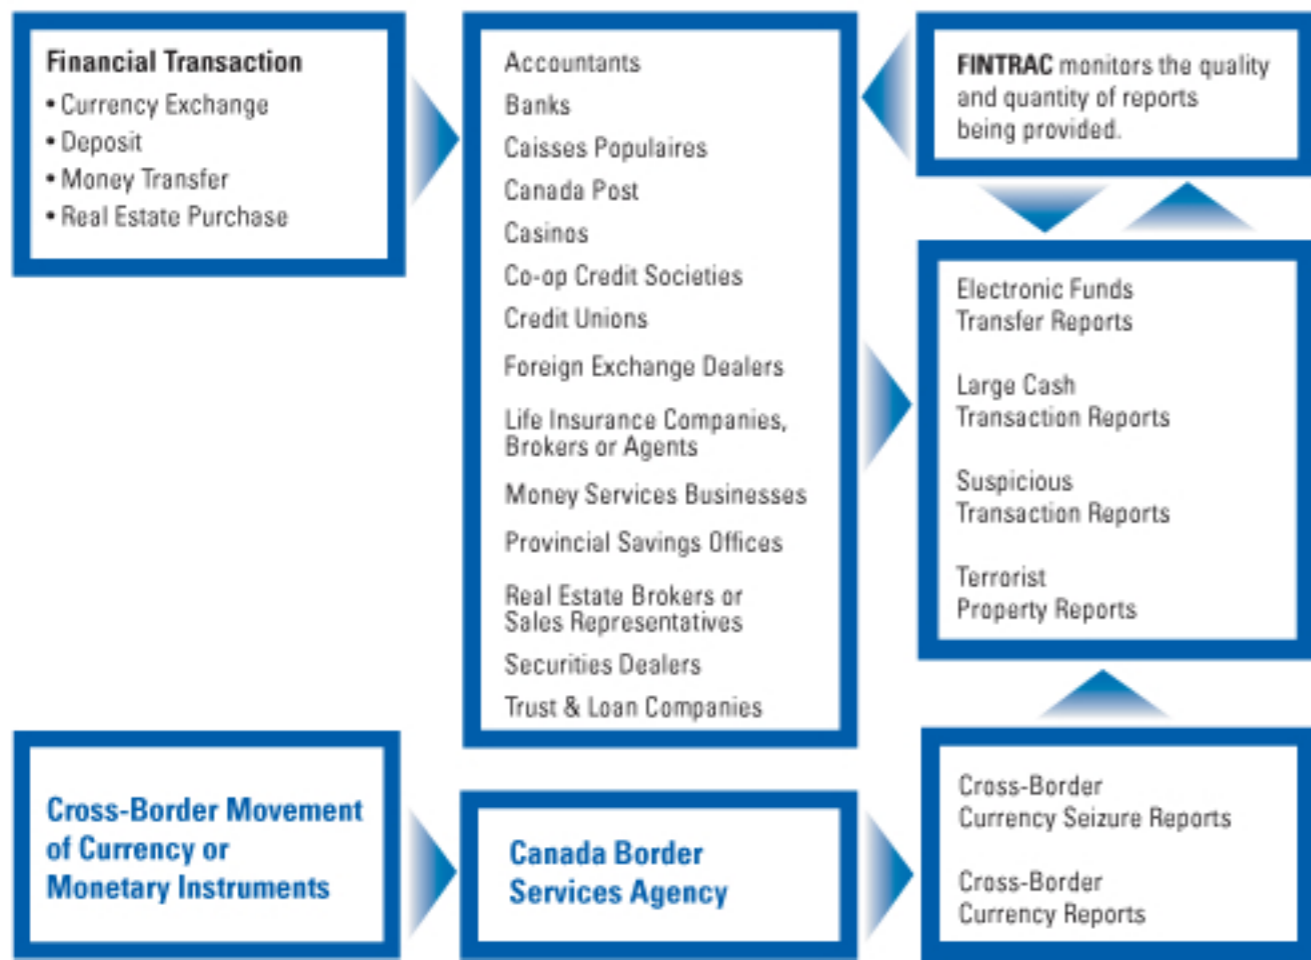 Financial Transaction
• Currency Exchange
• Deposit
• Money Transfer
• Real Estate Purchase
Accountants
Banks
Caisses Populaires
Canada Post
Casinos
Co-op Credit Societies
Credit Unions
Foreign Exchange Dealers
Life Insurance Companies,
Brokers or Agents
Money Services Businesses
Provincial Savings Offices
Real Estate Brokers or
Sales Representatives
Securities Dealers
Trust & Loan Companies
FINTRAC monitors the quality
and quantity of reports
being provided.
Electronic Funds
Transfer Reports
Large Cash
Transaction Reports
Suspicious
Transaction Reports
Terrorist
Property Reports
Cross-Border Movement
of Currency or
Monetary Instruments
Canada Border
Services Agency
Cross-Border
Currency Seizure Reports
Cross-Border
Currency Reports